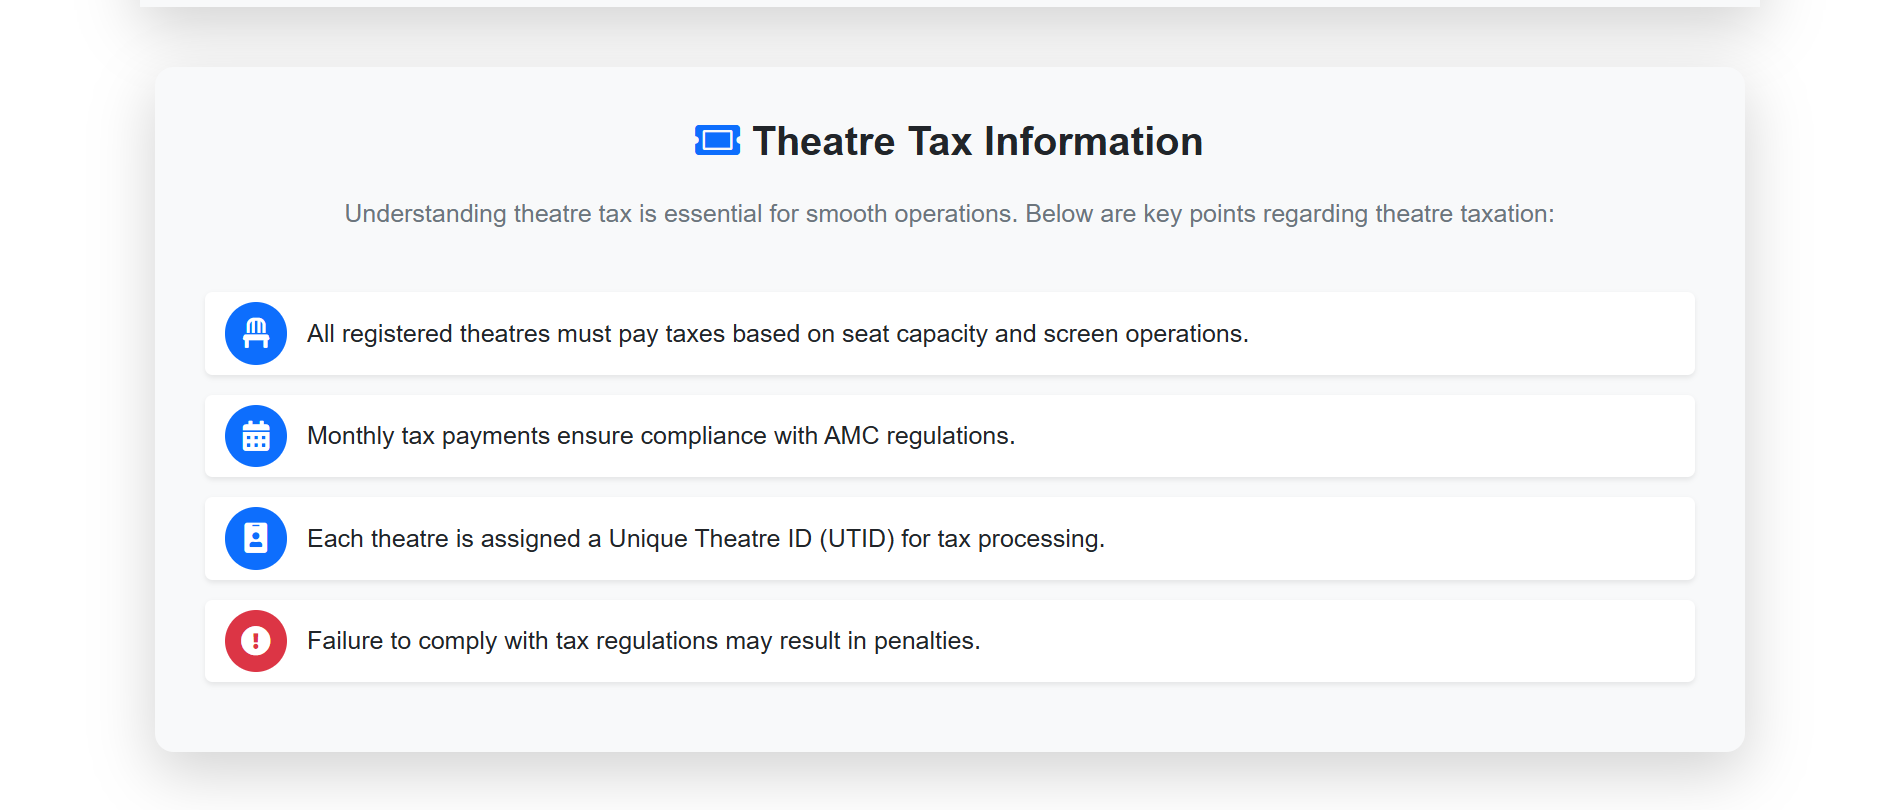 Theatre Tax Information
Understanding theatre tax is essential for smooth operations. Below are key points regarding theatre taxation:
All registered theatres must pay taxes based on seat capacity and screen operations.
Monthly tax payments ensure compliance with AMC regulations.
Each theatre is assigned a Unique Theatre ID (UTID) for tax processing.
Failure to comply with tax regulations may result in penalties.